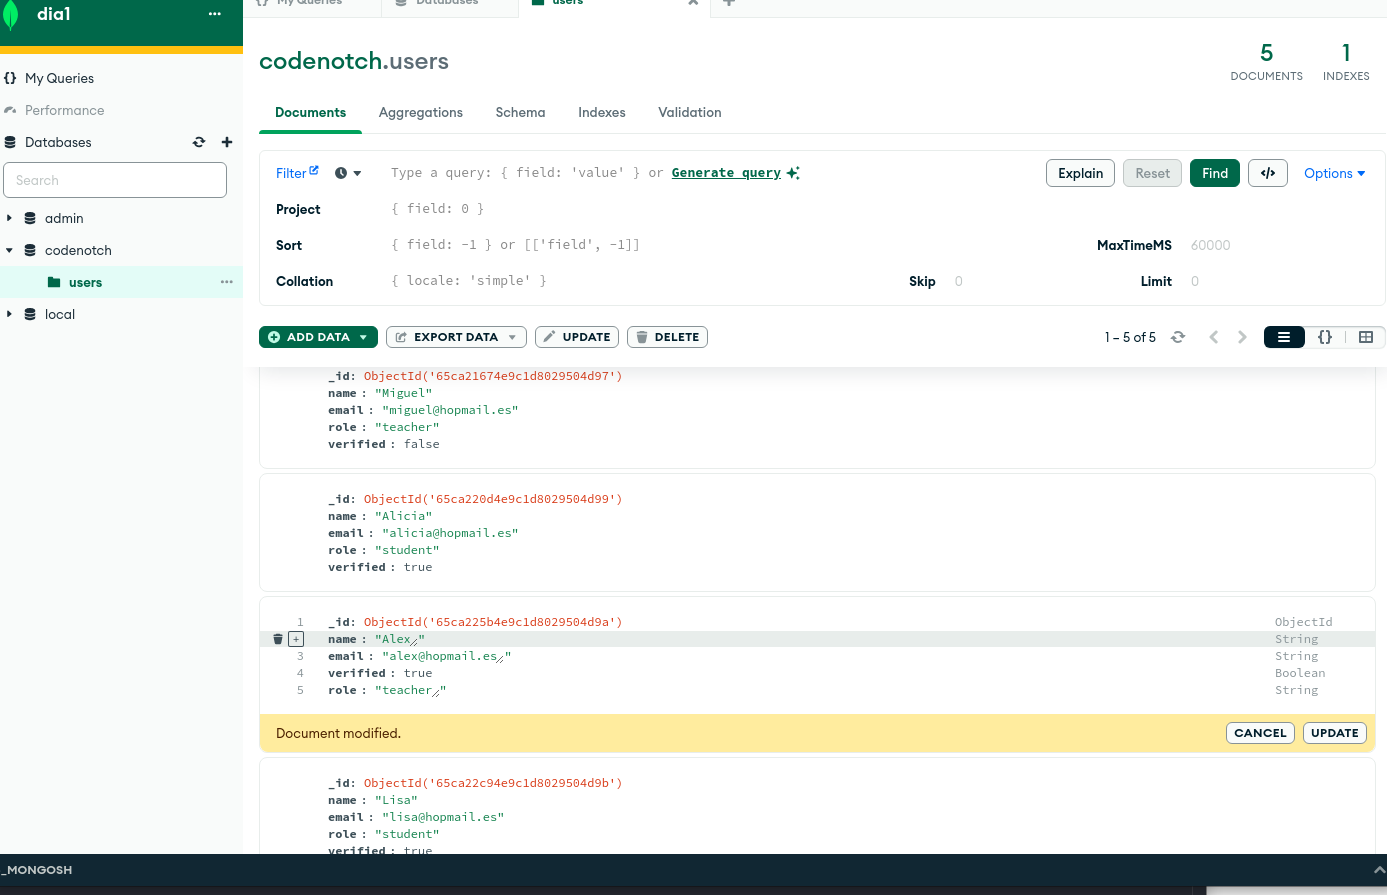 dia1
My Queries
Databases
users
My Queries
Performance
Databases
Search
admin
codenotch
users
local
codenotch.users
5
DOCUMENTS
1
INDEXES
Documents
Aggregations
Schema
Indexes
Validation
Filter
Type a query: { field: 'value' } or Generate query
Explain
Reset
Find
</>
Options
Project
{ field: 0 }
Sort
{ field: -1 } or [['field', -1]]
MaxTimeMS
60000
Collation
{ locale: 'simple' }
Skip
0
Limit
0
ADD DATA
EXPORT DATA
UPDATE
DELETE
1 – 5 of 5
{}
_id: ObjectId('65ca21674e9c1d8029504d97')
name : "Miguel"
email : "miguel@hopmail.es"
role : "teacher"
verified : false
_id: ObjectId('65ca220d4e9c1d8029504d99')
name : "Alicia"
email : "alicia@hopmail.es"
role : "student"
verified : true
1 _id: ObjectId('65ca225b4e9c1d8029504d9a') ObjectId
+ name : "Alex" String
3 email : "alex@hopmail.es" String
4 verified : true Boolean
5 role : "teacher" String
Document modified.
CANCEL
UPDATE
_id: ObjectId('65ca22c94e9c1d8029504d9b')
name : "Lisa"
email : "lisa@hopmail.es"
role : "student"
verified : true
_MONGOSH